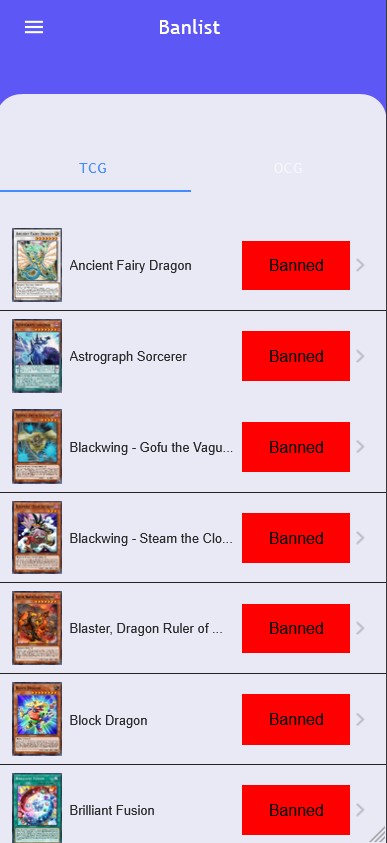 Banlist
TCG
OCG
Ancient Fairy Dragon
Banned
Astrograph Sorcerer
Banned
Blackwing - Gofu the Vagu...
Banned
Blackwing - Steam the Clo...
Banned
Blaster, Dragon Ruler of ...
Banned
Block Dragon
Banned
Brilliant Fusion
Banned